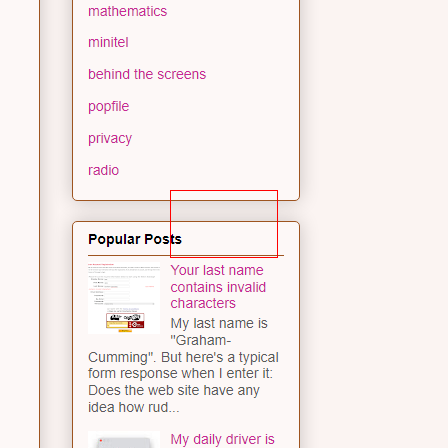 mathematics
minitel
behind the screens
popfile
privacy
radio
Popular Posts
Your last name
contains invalid
characters
My last name is
"Graham-
Cumming". But here's a typical
form response when I enter it:
Does the web site have any
idea how rud...
My daily driver is